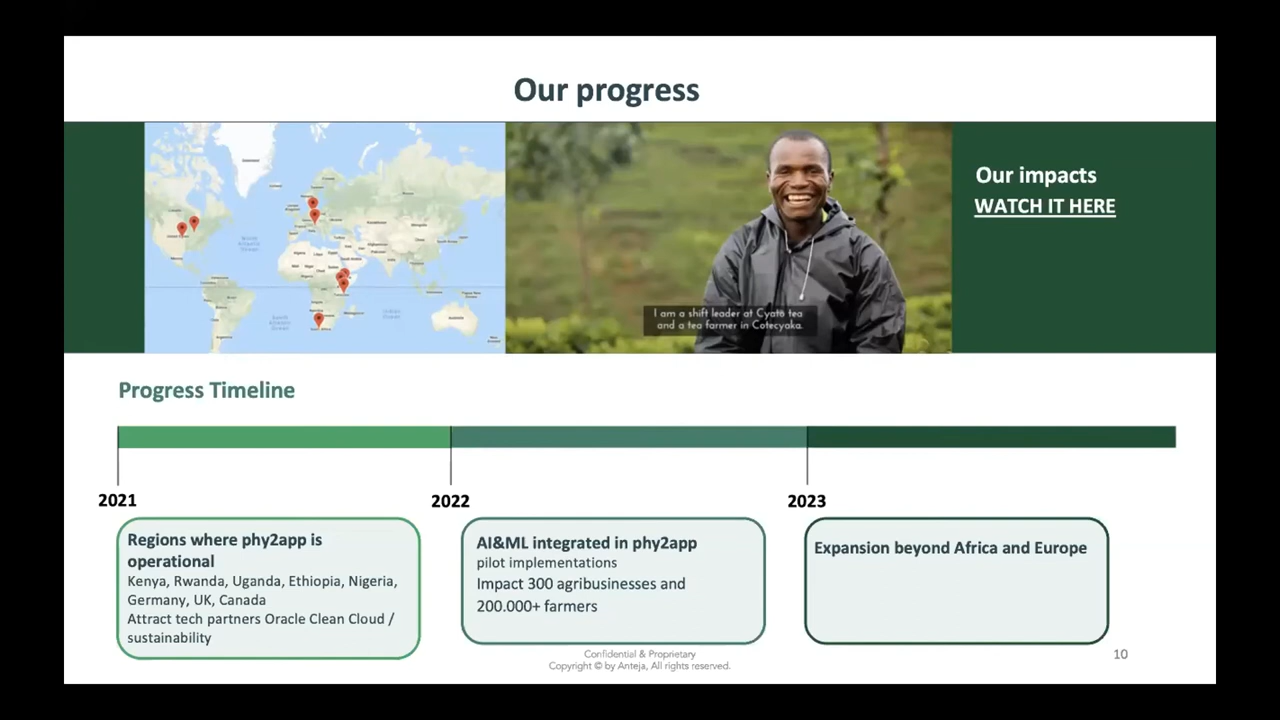 Our progress
Our impacts
WATCH IT HERE
I am a shift leader at Cyato tea
and a tea farmer in Cotecyaka.
Progress Timeline
2021
2022
2023
Regions where phy2app is
operational
Kenya, Rwanda, Uganda, Ethiopia, Nigeria,
Germany, UK, Canada
Attract tech partners Oracle Clean Cloud /
sustainability
AI&ML integrated in phy2app
pilot implementations
Impact 300 agribusinesses and
200.000+ farmers
Expansion beyond Africa and Europe
Confidential & Proprietary
Copyright © by Anteja, All rights reserved.
10